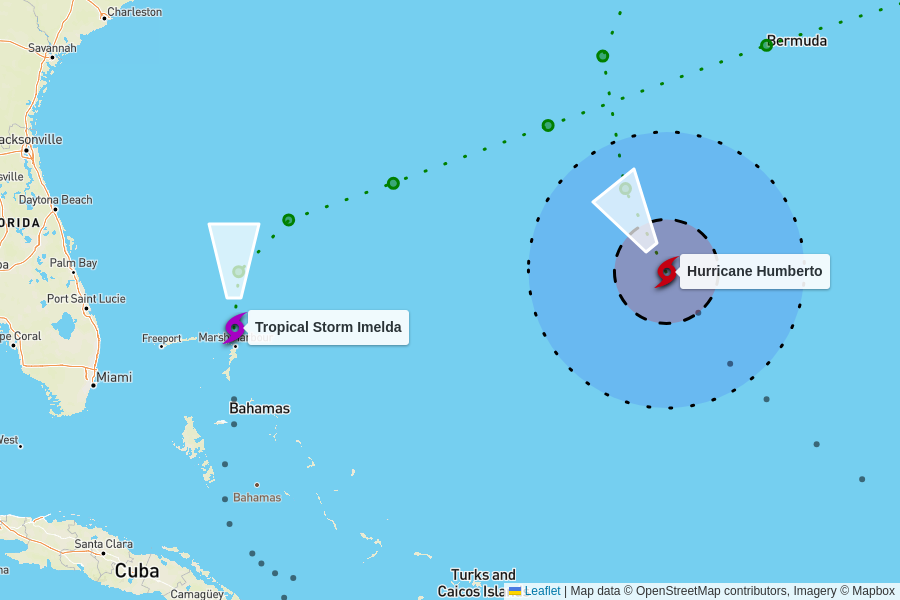 Charleston
Savannah
Bermuda
acksonville
sville
Daytona Beach
ORIDA
pa
Palm Bay
Port Saint Lucie
pe Coral
Freeport
Miami
Hurricane Humberto
Tropical Storm Imelda
Bahamas
West
Bahamas
Santa Clara
na
Cuba
Camagüey
Turks and
Caicos Isla
Leaflet | Map data © OpenStreetMap contributors, Imagery © Mapbox